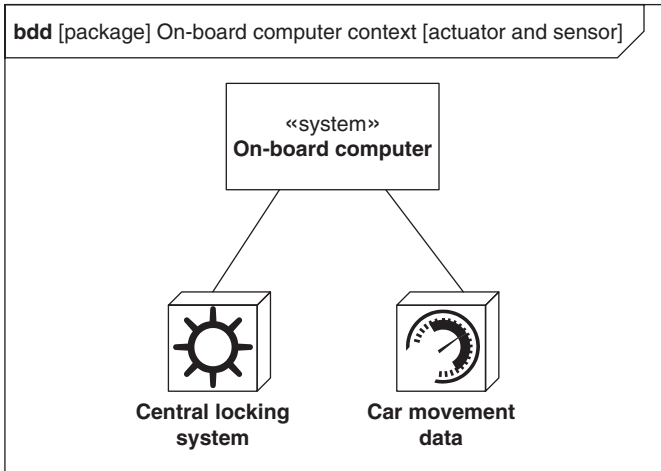 bdd [package] On-board computer context [actuator and sensor]
«system»
On-board computer
Central locking
system
Car movement
data